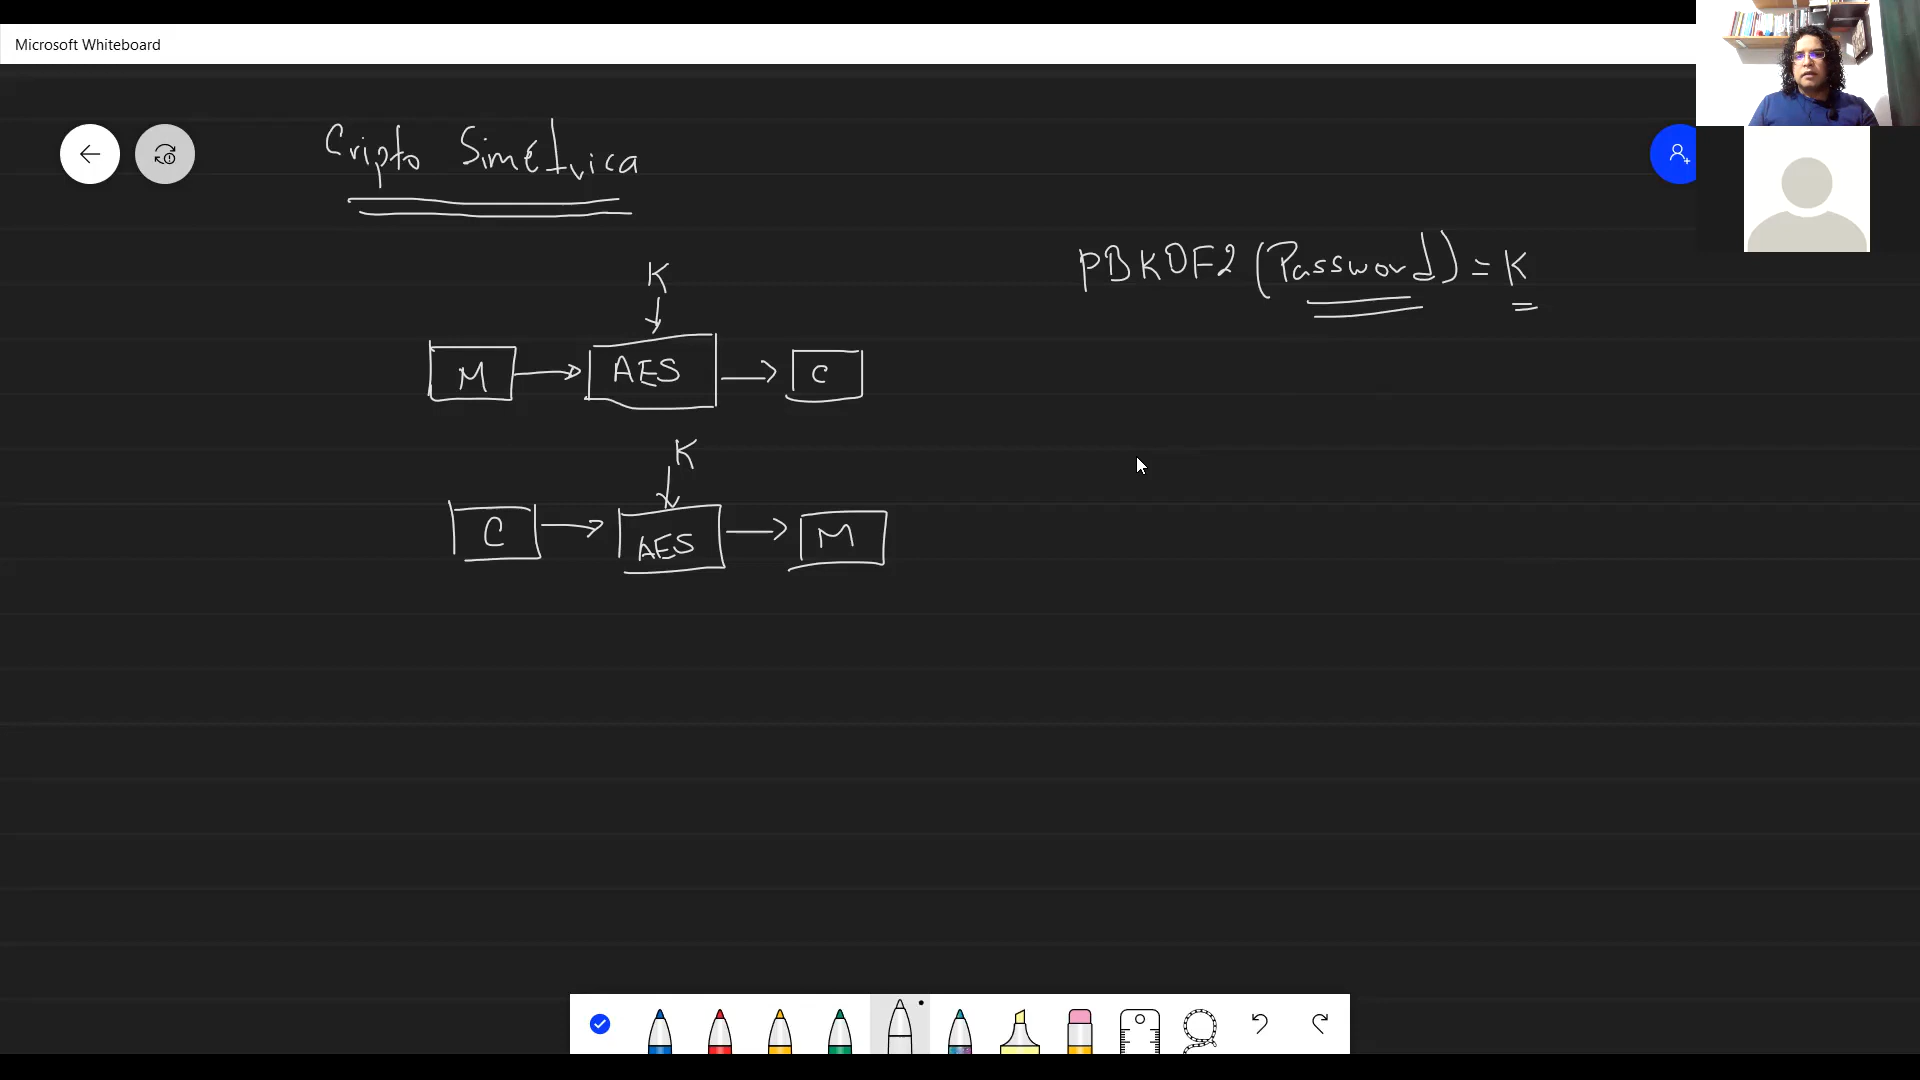 Microsoft Whiteboard
Cripto Simétrica
PBKDF2 (Password) = K
K
M → AES → C
K
C → AES → M